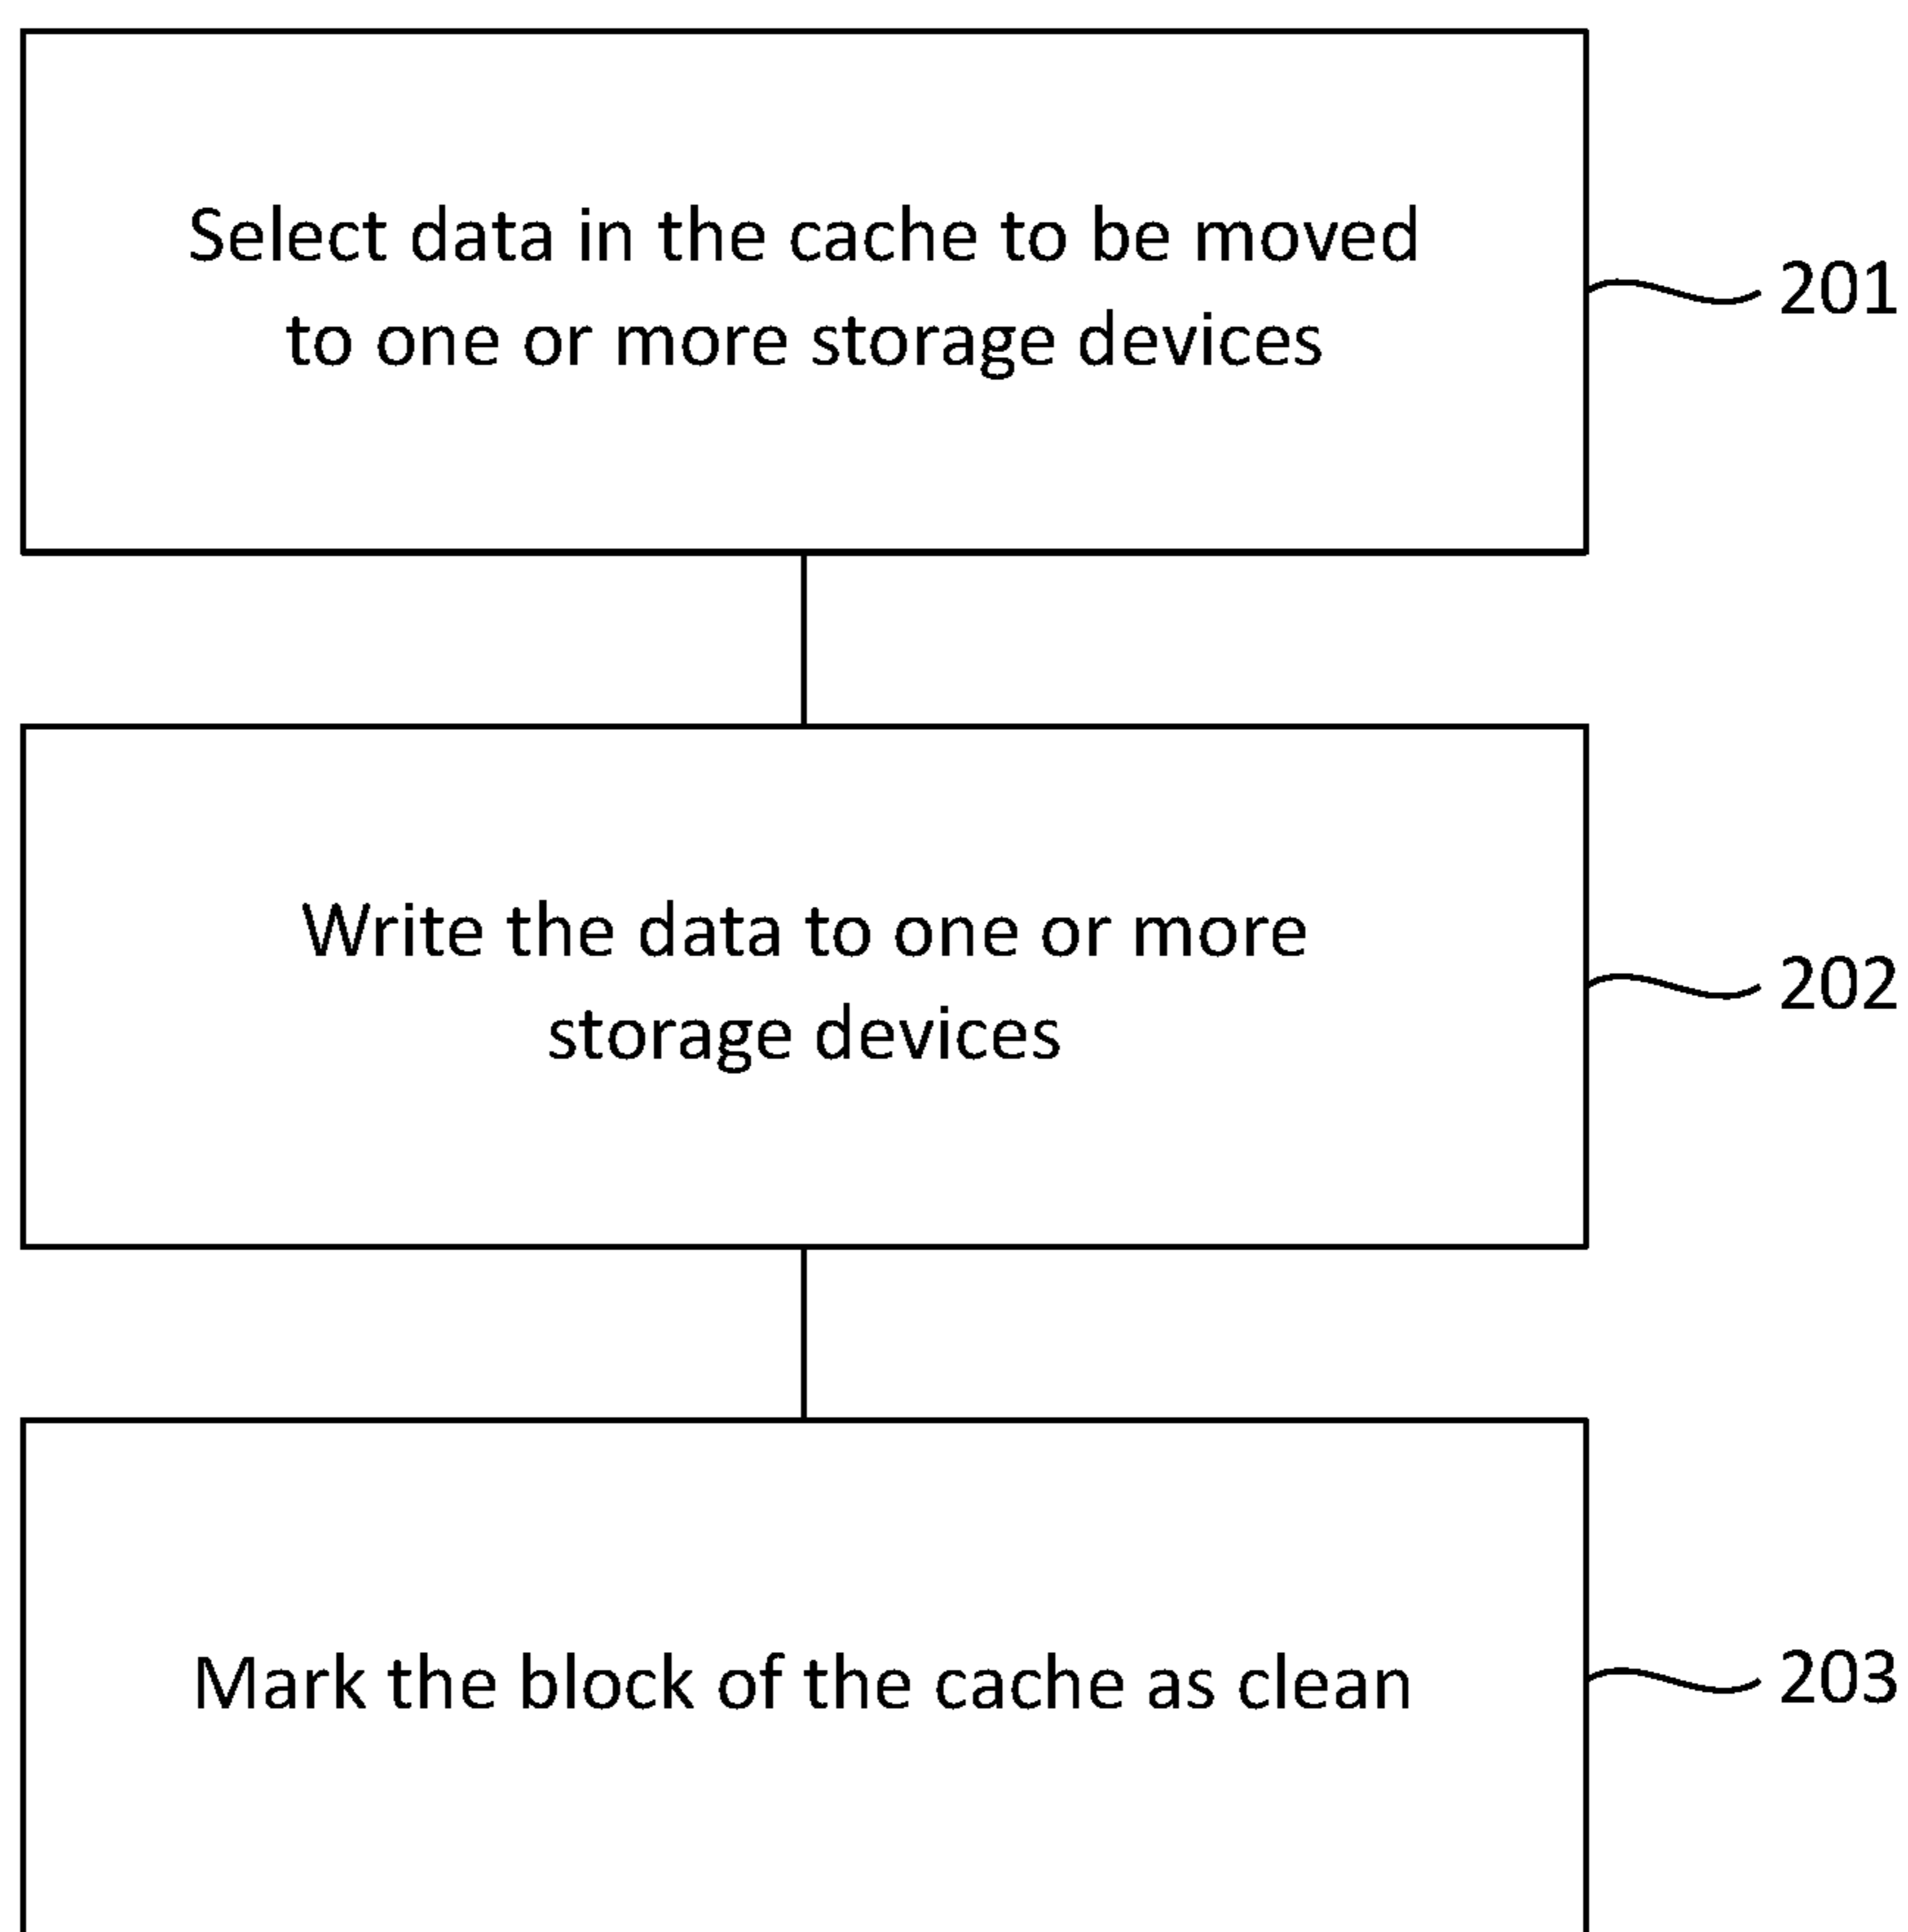 Select data in the cache to be moved
to one or more storage devices
201
Write the data to one or more
storage devices
202
Mark the block of the cache as clean
203